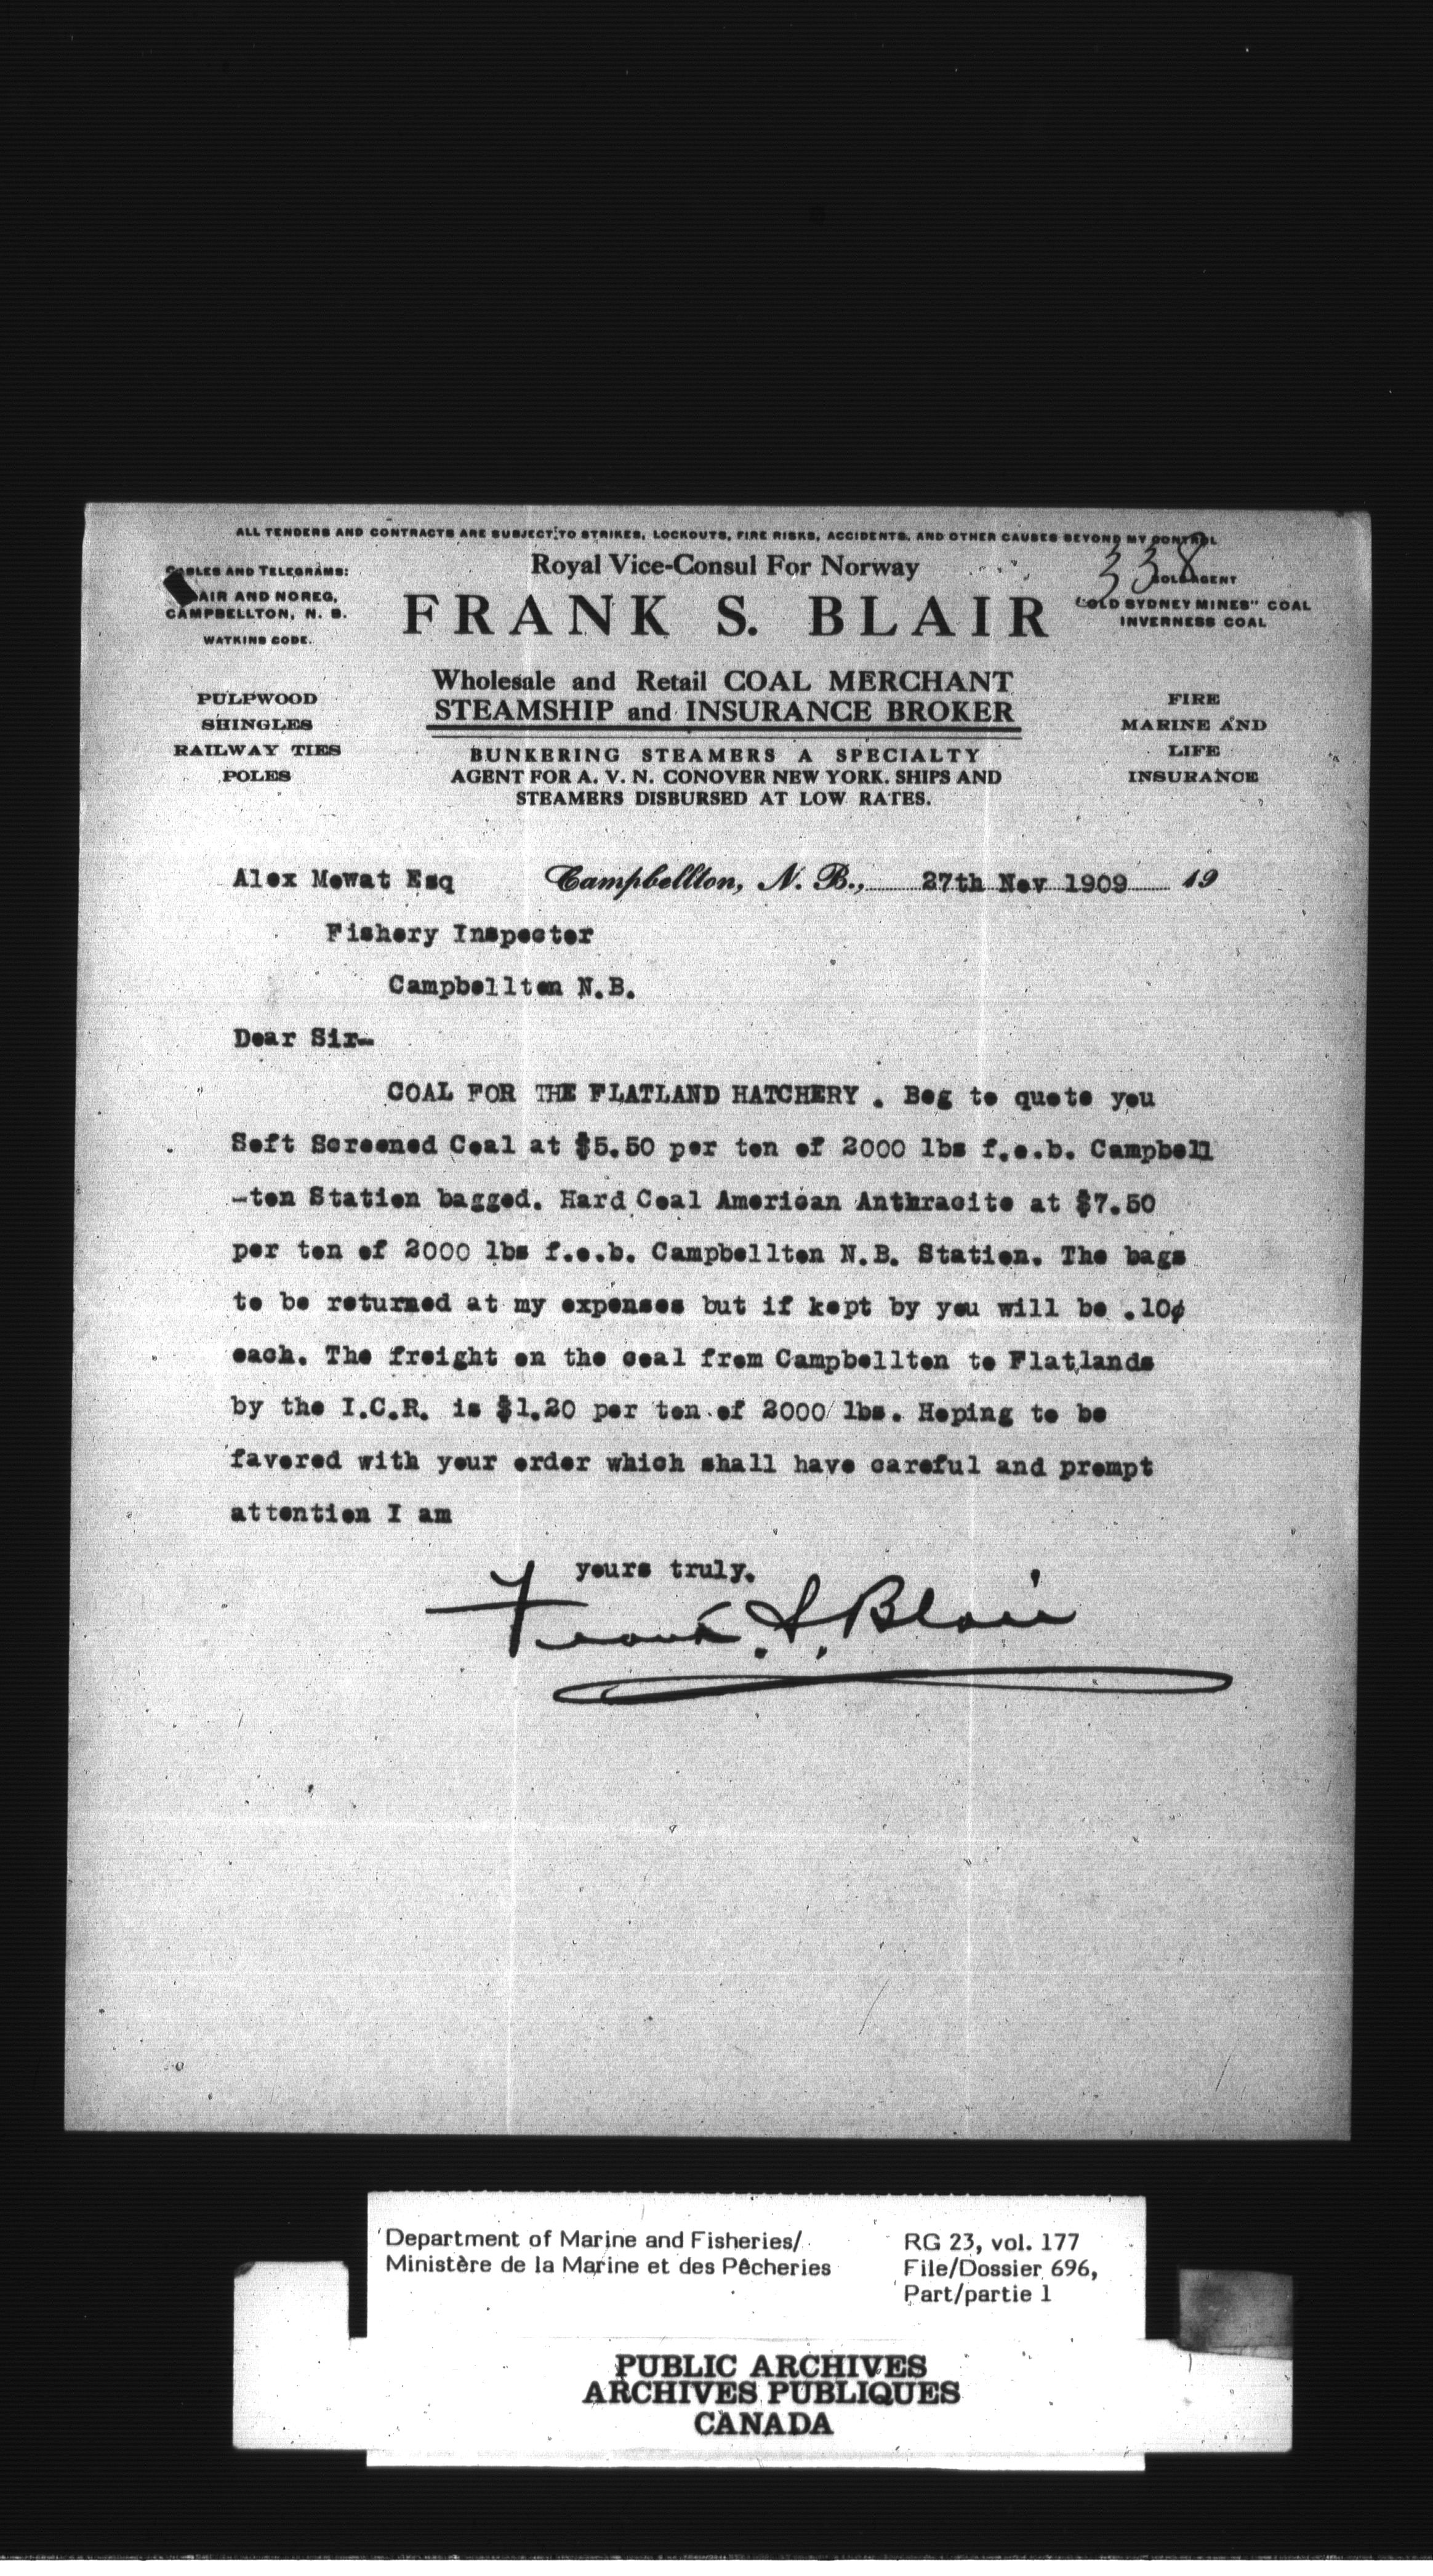 ALL TENDERS AND CONTRACTS ARE SUBJECT TO STRIKES, LOCKOUTS, FIRE RISKS, ACCIDENTS, AND OTHER CAUSES BEYOND MY CONTROL
338
CABLES AND TELEGRAMS:
AIR AND NOREG,
CAMPBELLTON, N. B.
WATKINS CODE.
Royal Vice-Consul For Norway
FRANK S. BLAIR
SOLE AGENT
"OLD SYDNEY MINES" COAL
INVERNESS COAL
PULPWOOD
SHINGLES
RAILWAY TIES
POLES
Wholesale and Retail COAL MERCHANT
STEAMSHIP and INSURANCE BROKER
BUNKERING STEAMERS A SPECIALTY
AGENT FOR A. V. N. CONOVER NEW YORK. SHIPS AND
STEAMERS DISBURSED AT LOW RATES.
FIRE
MARINE AND
LIFE
INSURANCE
Alex Mowat Esq Campbellton, N. B., 27th Nov 1909 19
Fishery Inspector
Campbellton N.B.
Dear Sir-
COAL FOR THE FLATLAND HATCHERY . Beg to quote you
Soft Screened Coal at $5.50 per ton of 2000 lbs f.o.b. Campbell
-ton Station bagged. Hard Coal American Anthracite at $7.50
per ton of 2000 lbs f.o.b. Campbellton N.B. Station. The bags
to be returned at my expenses but if kept by you will be .10¢
each. The freight on the coal from Campbellton to Flatlands
by the I.C.R. is $1.20 per ton of 2000 lbs. Hoping to be
favored with your order which shall have careful and prompt
attention I am
yours truly.
Frank. S. Blair
Department of Marine and Fisheries/
Ministère de la Marine et des Pêcheries
RG 23, vol. 177
File/Dossier 696,
Part/partie 1
PUBLIC ARCHIVES
ARCHIVES PUBLIQUES
CANADA